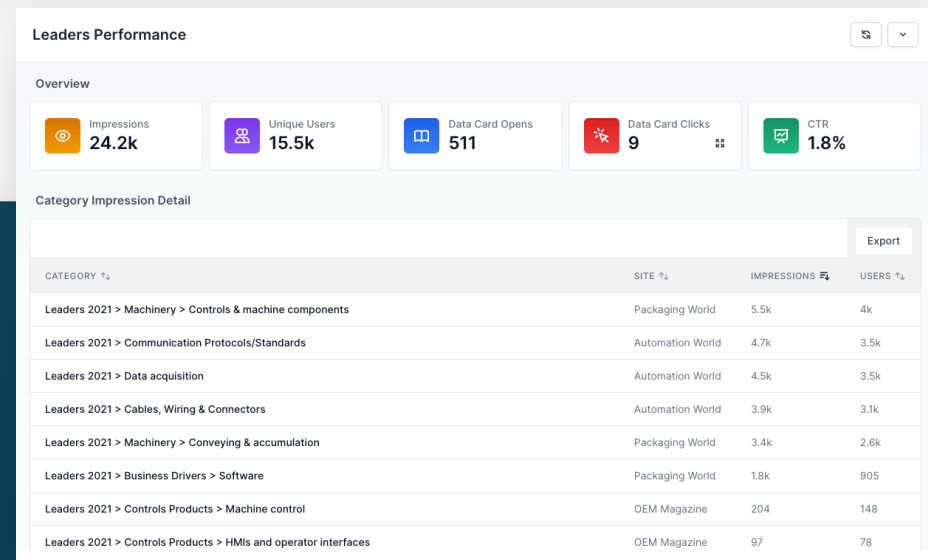 Leaders Performance
Overview
Impressions
24.2k
Unique Users
15.5k
Data Card Opens
511
Data Card Clicks
9
CTR
1.8%
Category Impression Detail
Export
CATEGORY SITE IMPRESSIONS USERS
Leaders 2021 > Machinery > Controls & machine components Packaging World 5.5k 4k
Leaders 2021 > Communication Protocols/Standards Automation World 4.7k 3.5k
Leaders 2021 > Data acquisition Automation World 4.5k 3.5k
Leaders 2021 > Cables, Wiring & Connectors Automation World 3.9k 3.1k
Leaders 2021 > Machinery > Conveying & accumulation Packaging World 3.4k 2.6k
Leaders 2021 > Business Drivers > Software Packaging World 1.8k 905
Leaders 2021 > Controls Products > Machine control OEM Magazine 204 148
Leaders 2021 > Controls Products > HMIs and operator interfaces OEM Magazine 97 78